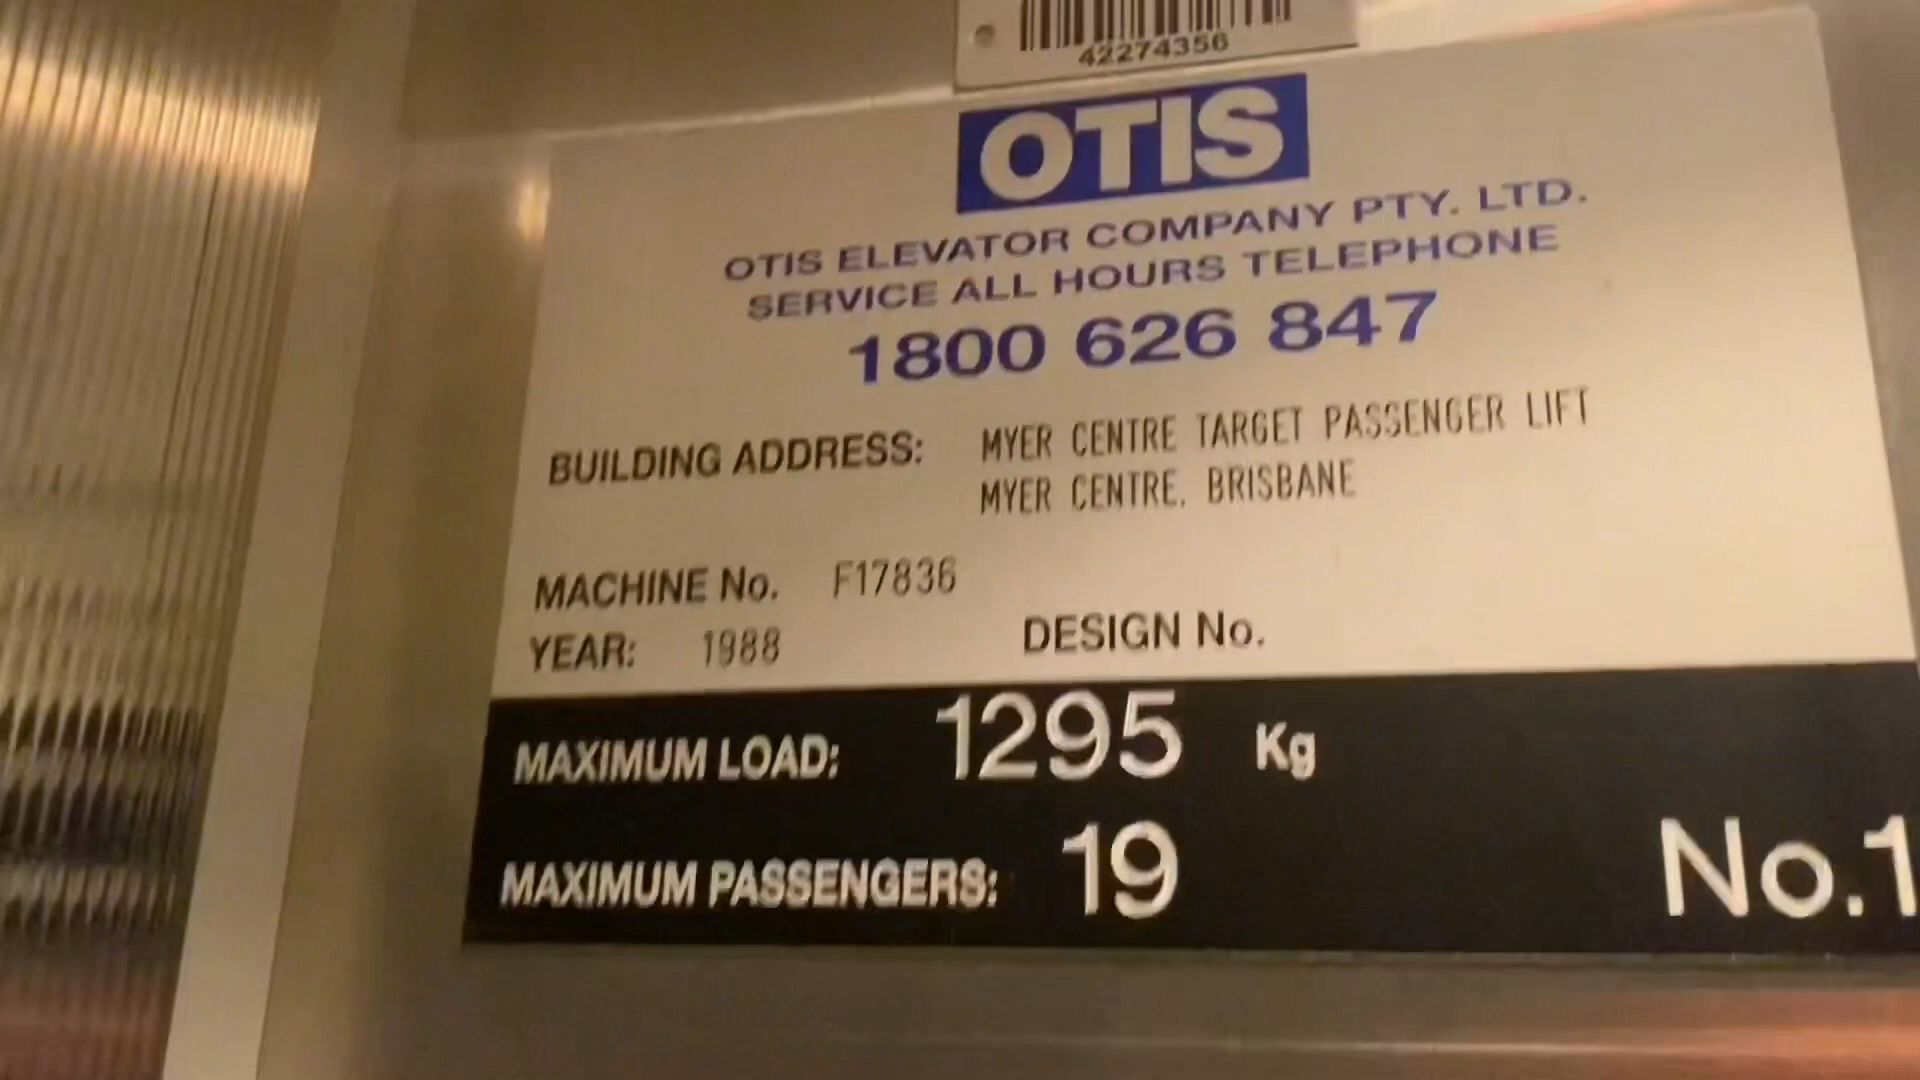 42274356
OTIS
OTIS ELEVATOR COMPANY PTY. LTD.
SERVICE ALL HOURS TELEPHONE
1800 626 847
BUILDING ADDRESS: MYER CENTRE TARGET PASSENGER LIFT
MYER CENTRE. BRISBANE
MACHINE No. F17836
YEAR: 1988 DESIGN No.
MAXIMUM LOAD: 1295 Kg
MAXIMUM PASSENGERS: 19 No.1